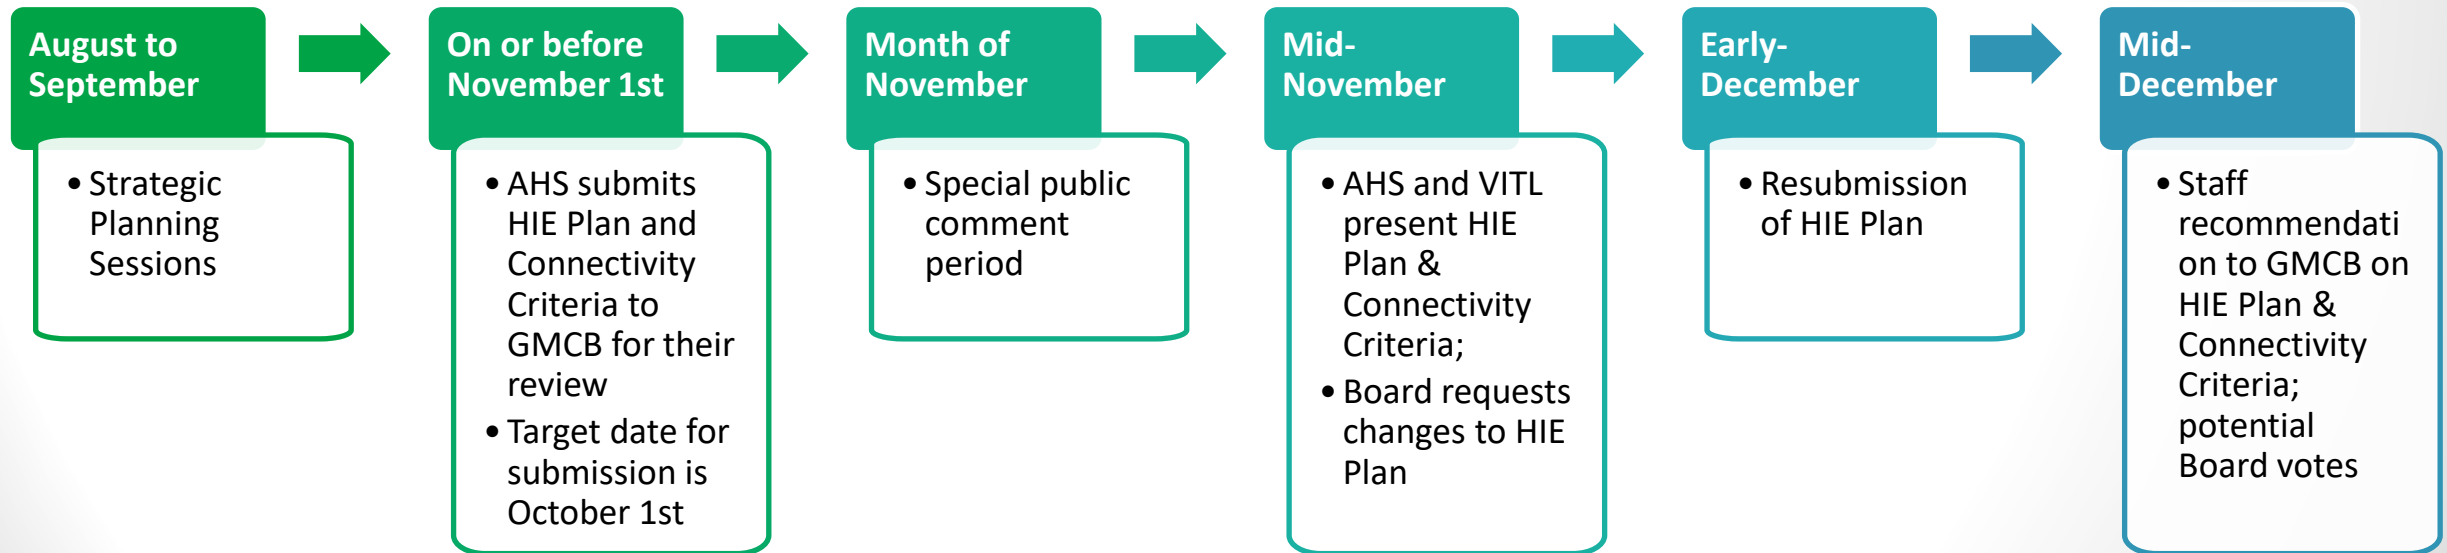 August to
September
• Strategic
Planning
Sessions
On or before
November 1st
• AHS submits
HIE Plan and
Connectivity
Criteria to
GMCB for their
review
• Target date for
submission is
October 1st
Month of
November
• Special public
comment
period
Mid-
November
• AHS and VITL
present HIE
Plan &
Connectivity
Criteria;
• Board requests
changes to HIE
Plan
Early-
December
• Resubmission
of HIE Plan
Mid-
December
• Staff
recommendati
on to GMCB on
HIE Plan &
Connectivity
Criteria;
potential
Board votes